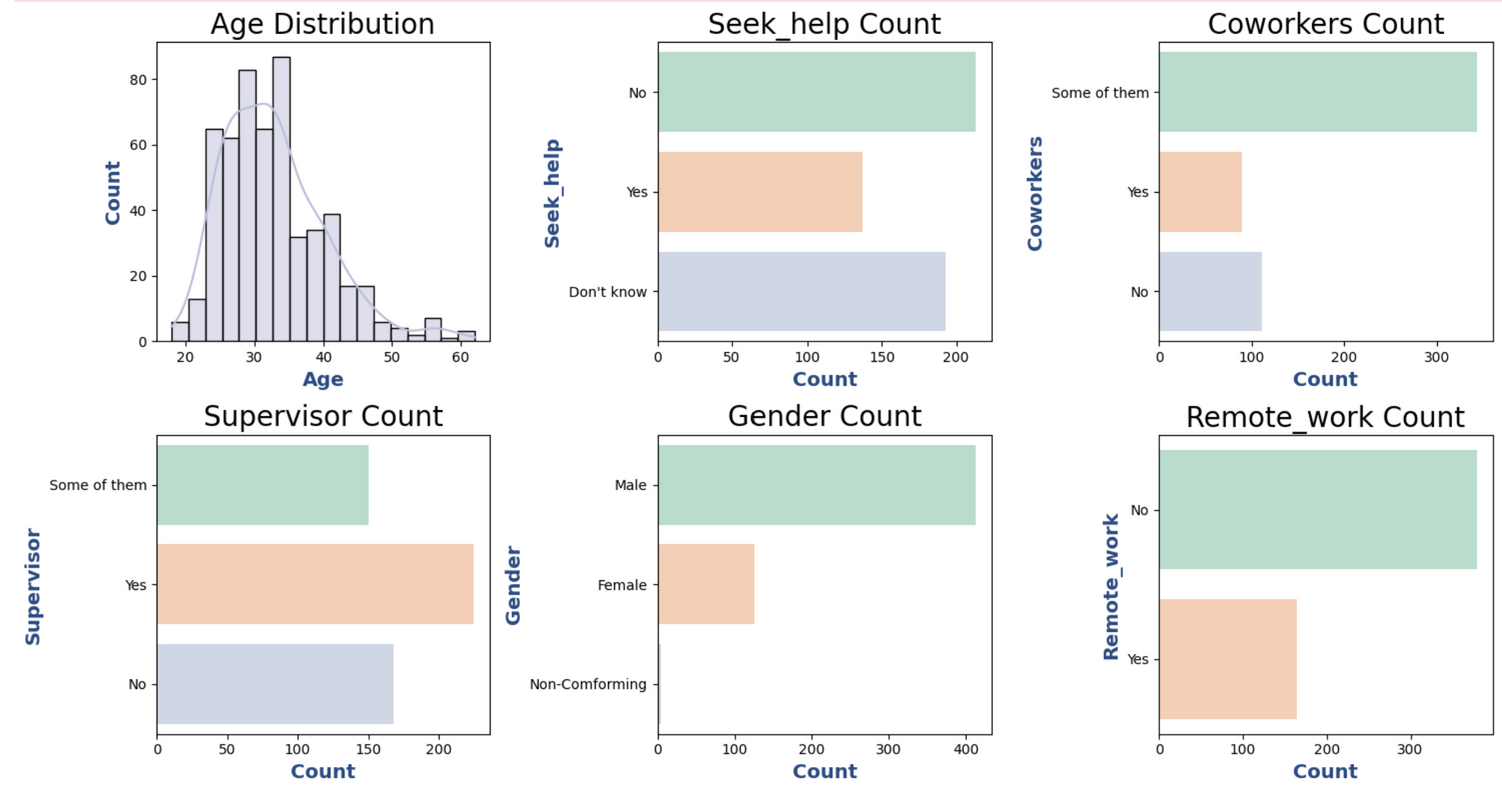 Age Distribution
Count
80
60
40
20
0
20 30 40 50 60
Age
Seek_help Count
Seek_help
No
Yes
Don't know
0 50 100 150 200
Count
Coworkers Count
Coworkers
Some of them
Yes
No
0 100 200 300
Count
Supervisor Count
Supervisor
Some of them
Yes
No
0 50 100 150 200
Count
Gender Count
Gender
Male
Female
Non-Comforming
0 100 200 300 400
Count
Remote_work Count
Remote_work
No
Yes
0 100 200 300
Count